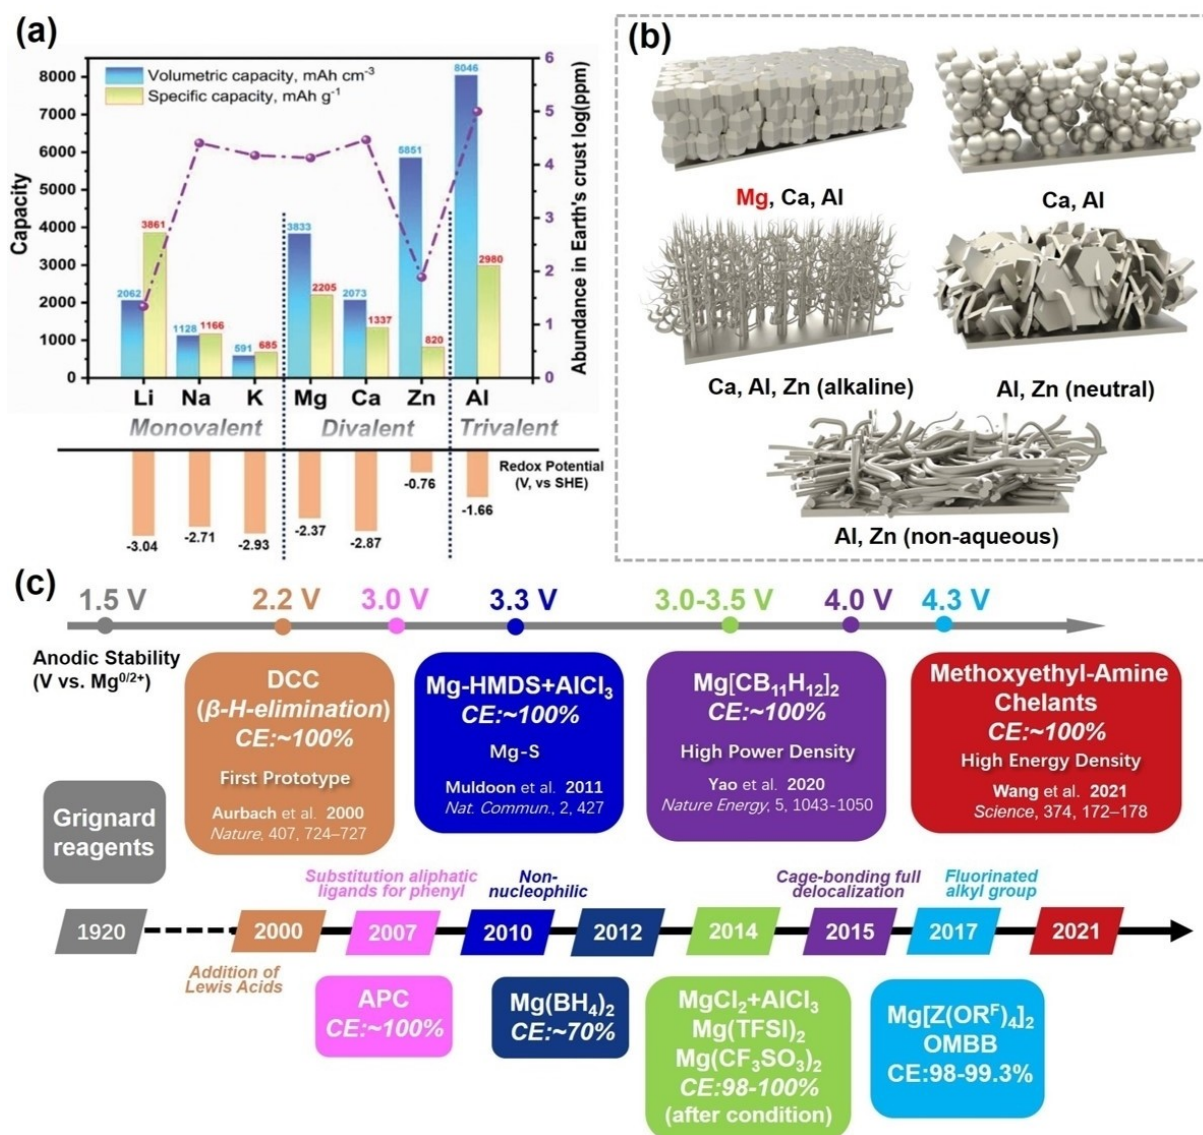 (a)
Volumetric capacity, mAh cm⁻³
Specific capacity, mAh g⁻¹
Capacity
8000
7000
6000
5000
4000
3000
2000
1000
0
6
5
4
3
2
1
0
Abundance in Earth's crust log(ppm)
2062
3861
1128
1166
591
685
3833
2205
2073
1337
5851
820
8046
2980
Li Na K Mg Ca Zn Al
Monovalent Divalent Trivalent
Redox Potential
(V, vs SHE)
-3.04
-2.71
-2.93
-2.37
-2.87
-0.76
-1.66
(b)
Mg, Ca, Al
Ca, Al
Ca, Al, Zn (alkaline)
Al, Zn (neutral)
Al, Zn (non-aqueous)
(c)
1.5 V 2.2 V 3.0 V 3.3 V 3.0-3.5 V 4.0 V 4.3 V
Anodic Stability
(V vs. Mg⁰ᐟ²⁺)
Grignard
reagents
DCC
(β-H-elimination)
CE:~100%
First Prototype
Aurbach et al. 2000
Nature, 407, 724–727
Mg-HMDS+AlCl₃
CE:~100%
Mg-S
Muldoon et al. 2011
Nat. Commun., 2, 427
Mg[CB₁₁H₁₂]₂
CE:~100%
High Power Density
Yao et al. 2020
Nature Energy, 5, 1043-1050
Methoxyethyl-Amine
Chelants
CE:~100%
High Energy Density
Wang et al. 2021
Science, 374, 172–178
Substitution aliphatic
ligands for phenyl
Non-
nucleophilic
Cage-bonding full
delocalization
Fluorinated
alkyl group
1920 2000 2007 2010 2012 2014 2015 2017 2021
Addition of
Lewis Acids
APC
CE:~100%
Mg(BH₄)₂
CE:~70%
MgCl₂+AlCl₃
Mg(TFSI)₂
Mg(CF₃SO₃)₂
CE:98-100%
(after condition)
Mg[Z(ORᶠ)₄]₂
OMBB
CE:98-99.3%